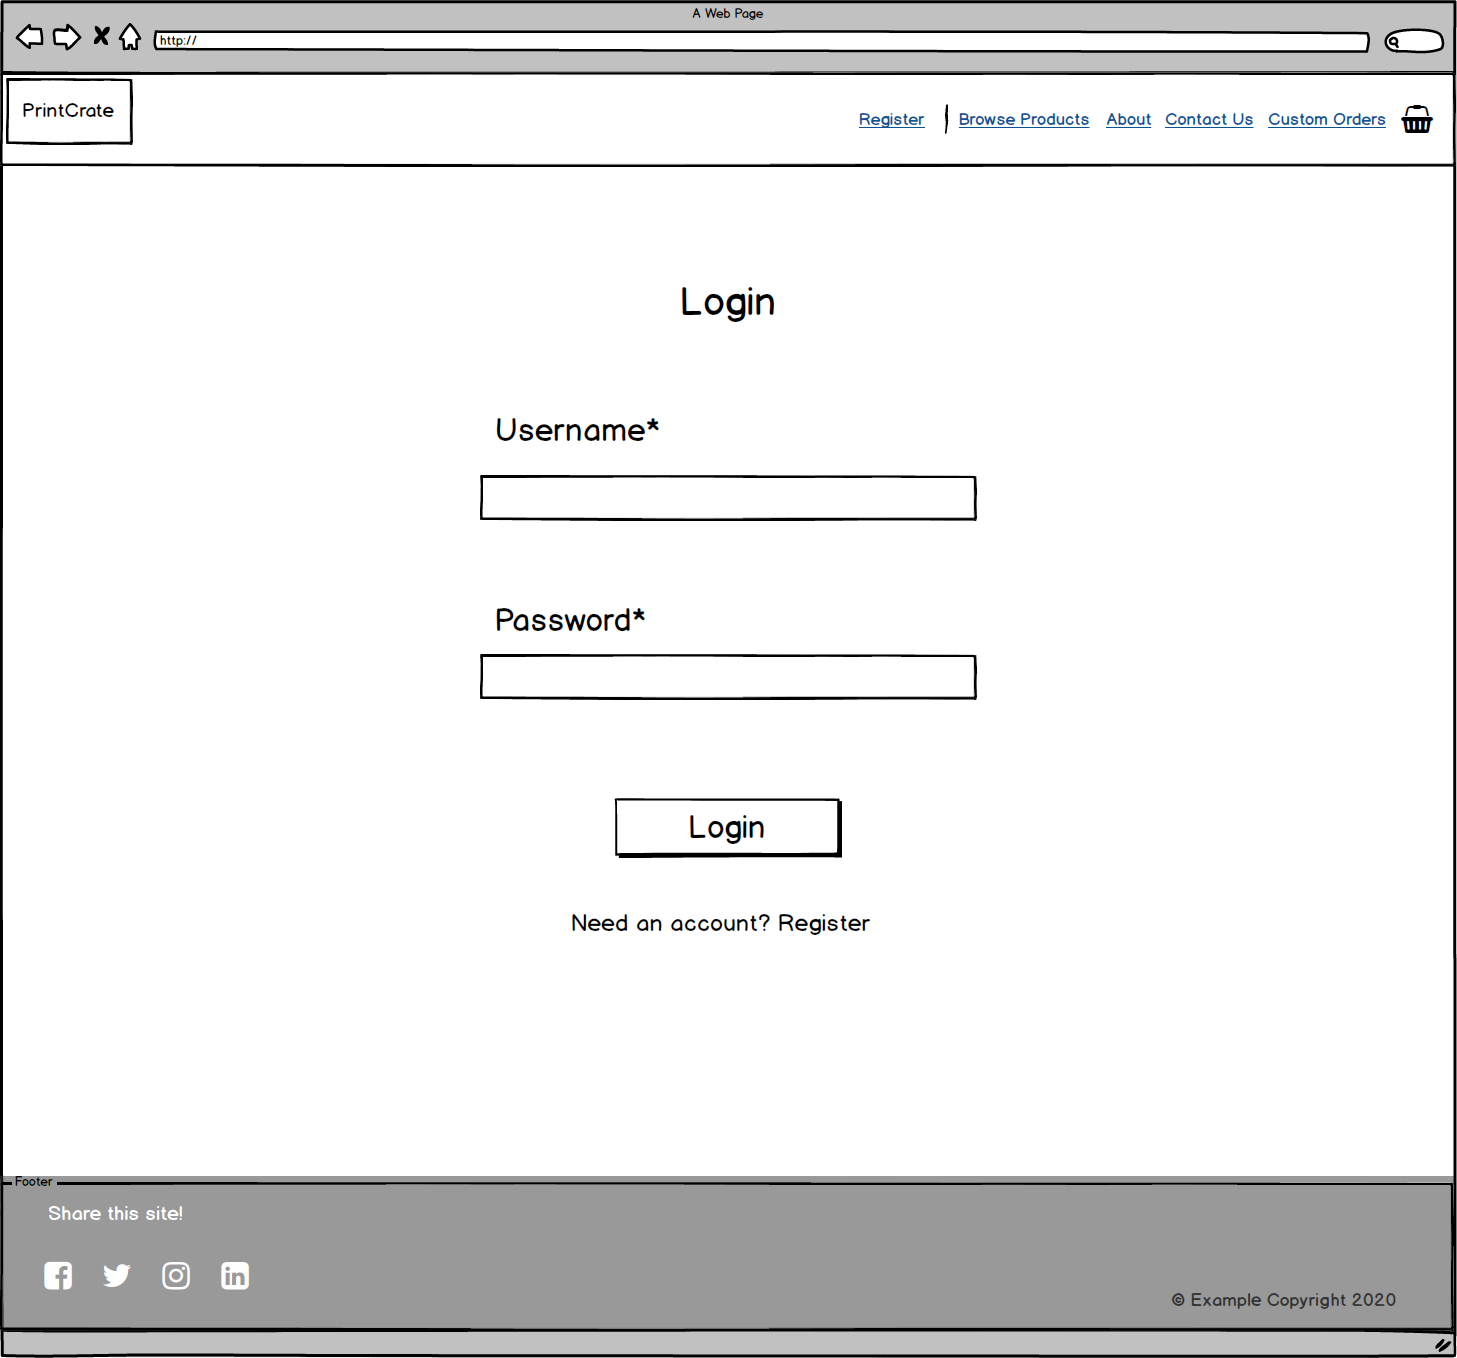 A Web Page
http://
PrintCrate
Register Browse Products About Contact Us Custom Orders
Login
Username*
Password*
Login
Need an account? Register
Footer
Share this site!
© Example Copyright 2020